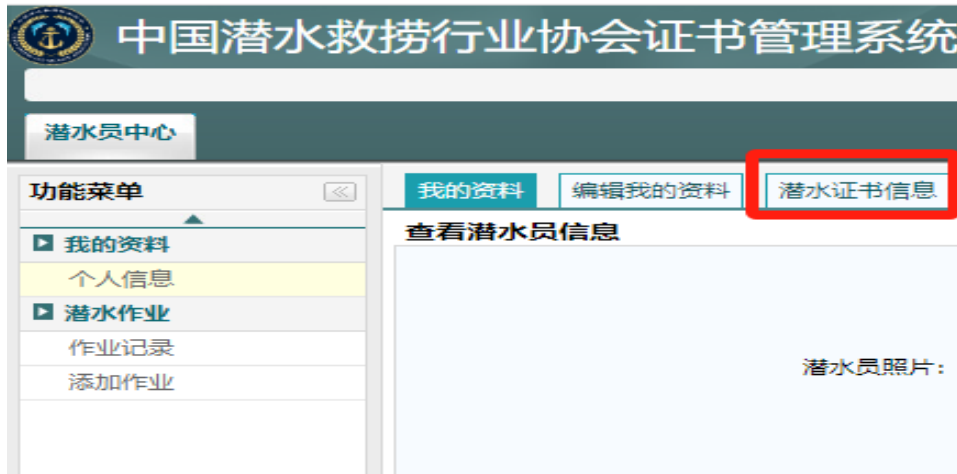 中国潜水救捞行业协会证书管理系统
潜水员中心
功能菜单
我的资料 编辑我的资料 潜水证书信息
查看潜水员信息
我的资料
个人信息
潜水作业
作业记录
添加作业
潜水员照片：